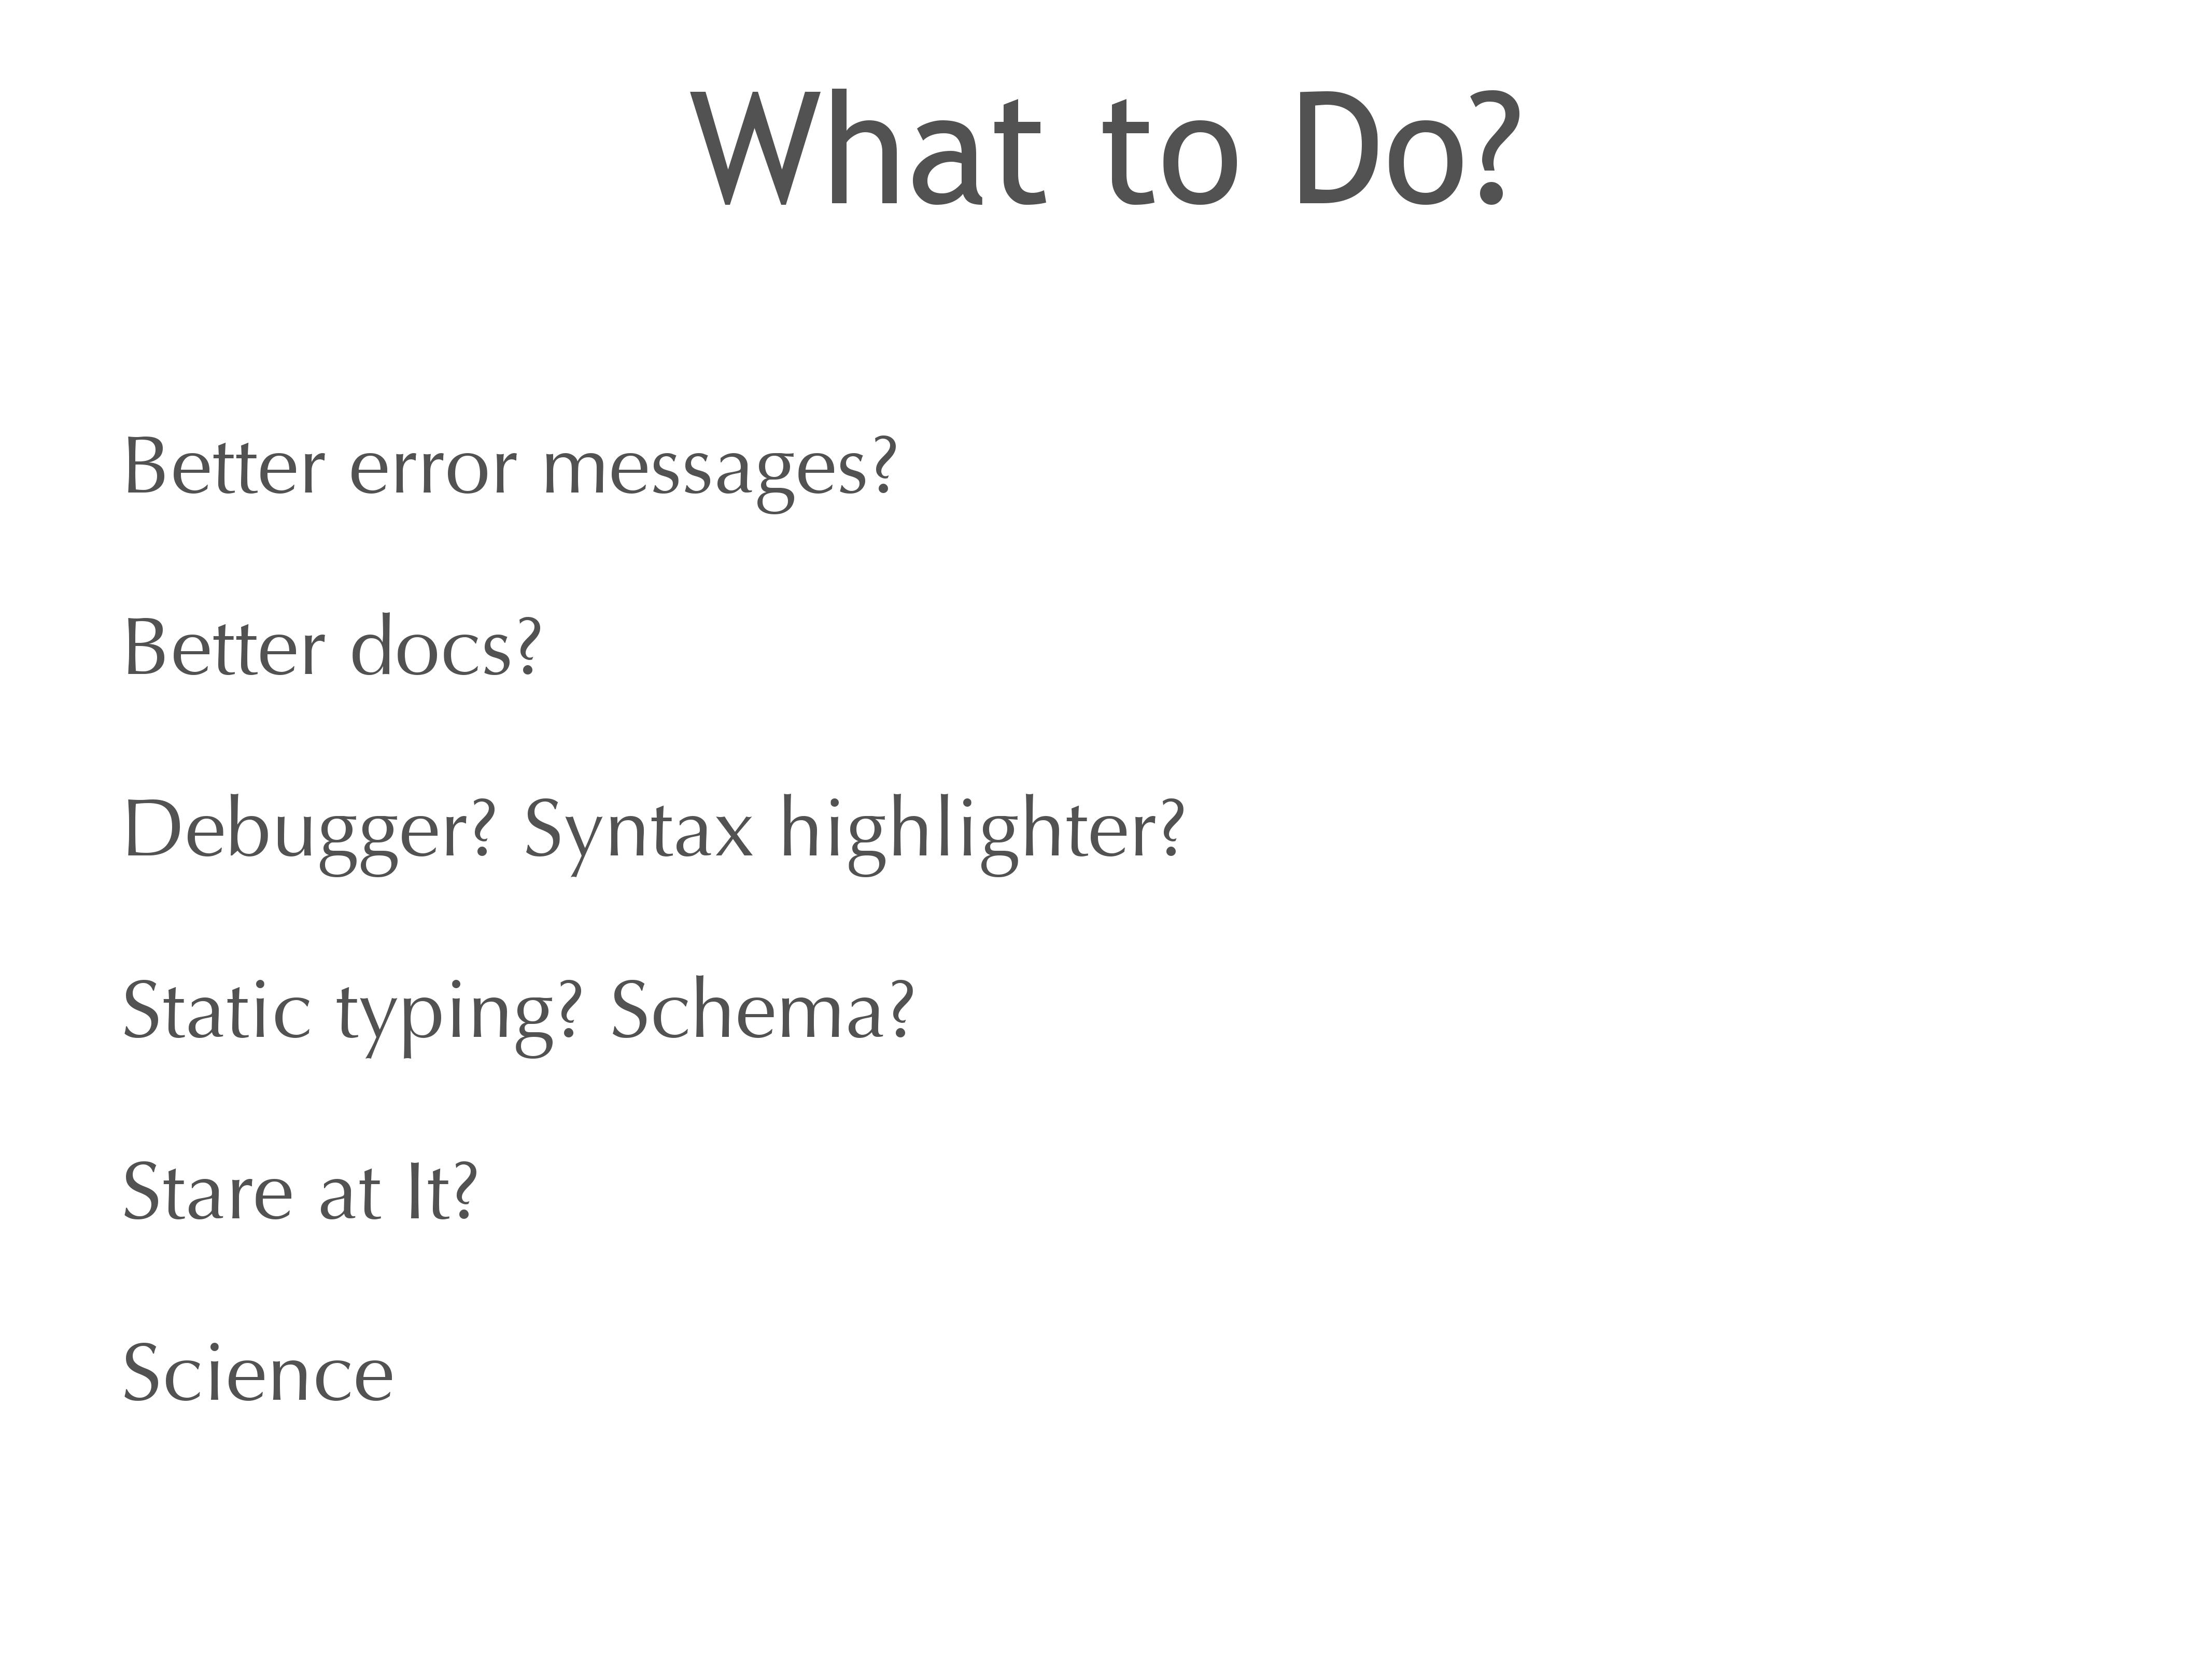 What to Do?
Better error messages?
Better docs?
Debugger? Syntax highlighter?
Static typing? Schema?
Stare at It?
Science